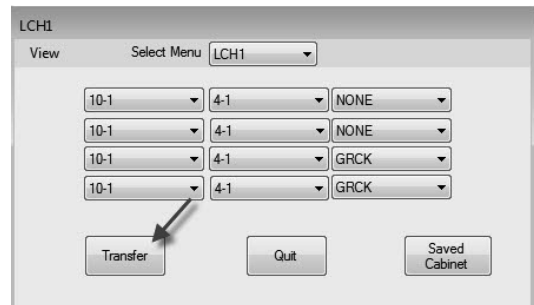 LCH1
View Select Menu LCH1
10-1 4-1 NONE
10-1 4-1 NONE
10-1 4-1 GRCK
10-1 4-1 GRCK
Transfer Quit Saved
Cabinet